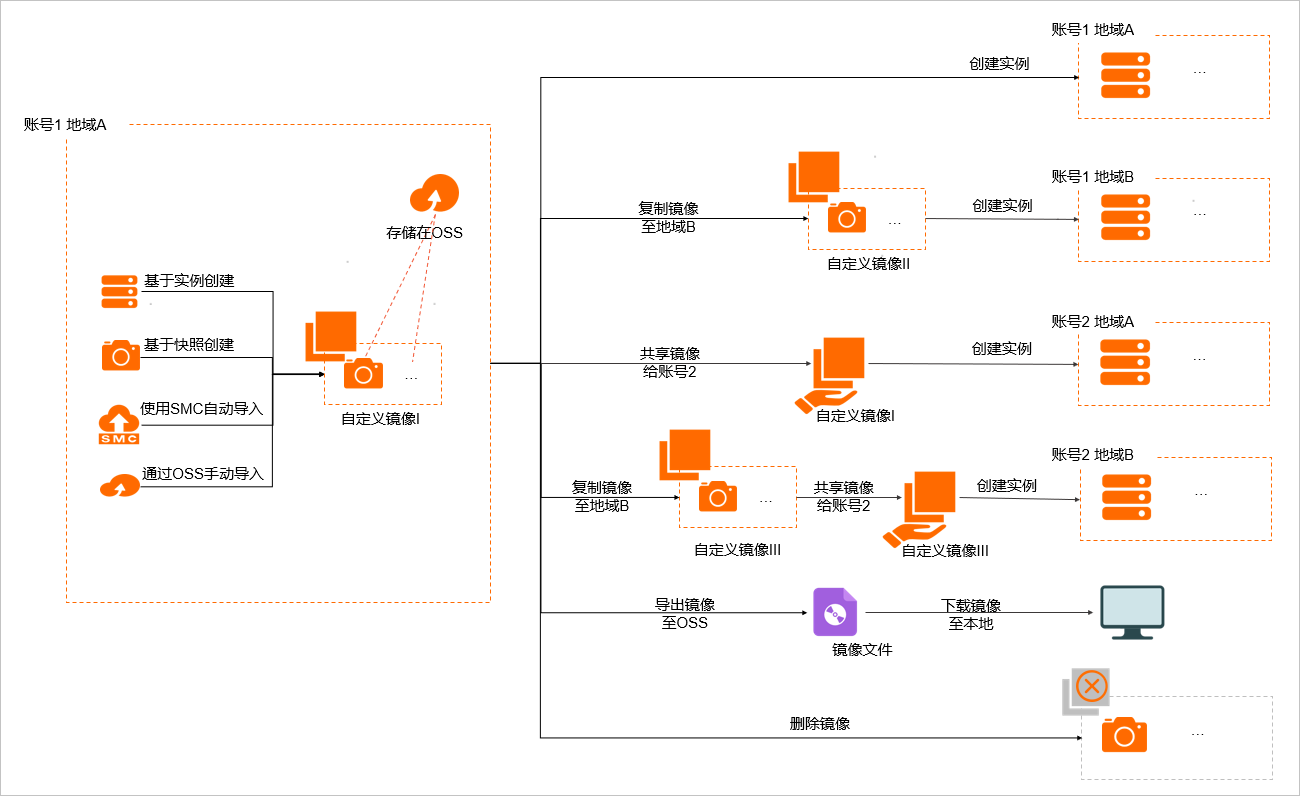 账号1 地域A
存储在OSS
基于实例创建
基于快照创建
使用SMC自动导入
SMC
通过OSS手动导入
...
自定义镜像I
创建实例
账号1 地域A
...
复制镜像
至地域B
...
自定义镜像II
创建实例
账号1 地域B
...
共享镜像
给账号2
自定义镜像I
创建实例
账号2 地域A
...
复制镜像
至地域B
...
自定义镜像III
共享镜像
给账号2
自定义镜像III
创建实例
账号2 地域B
...
导出镜像
至OSS
镜像文件
下载镜像
至本地
删除镜像
...